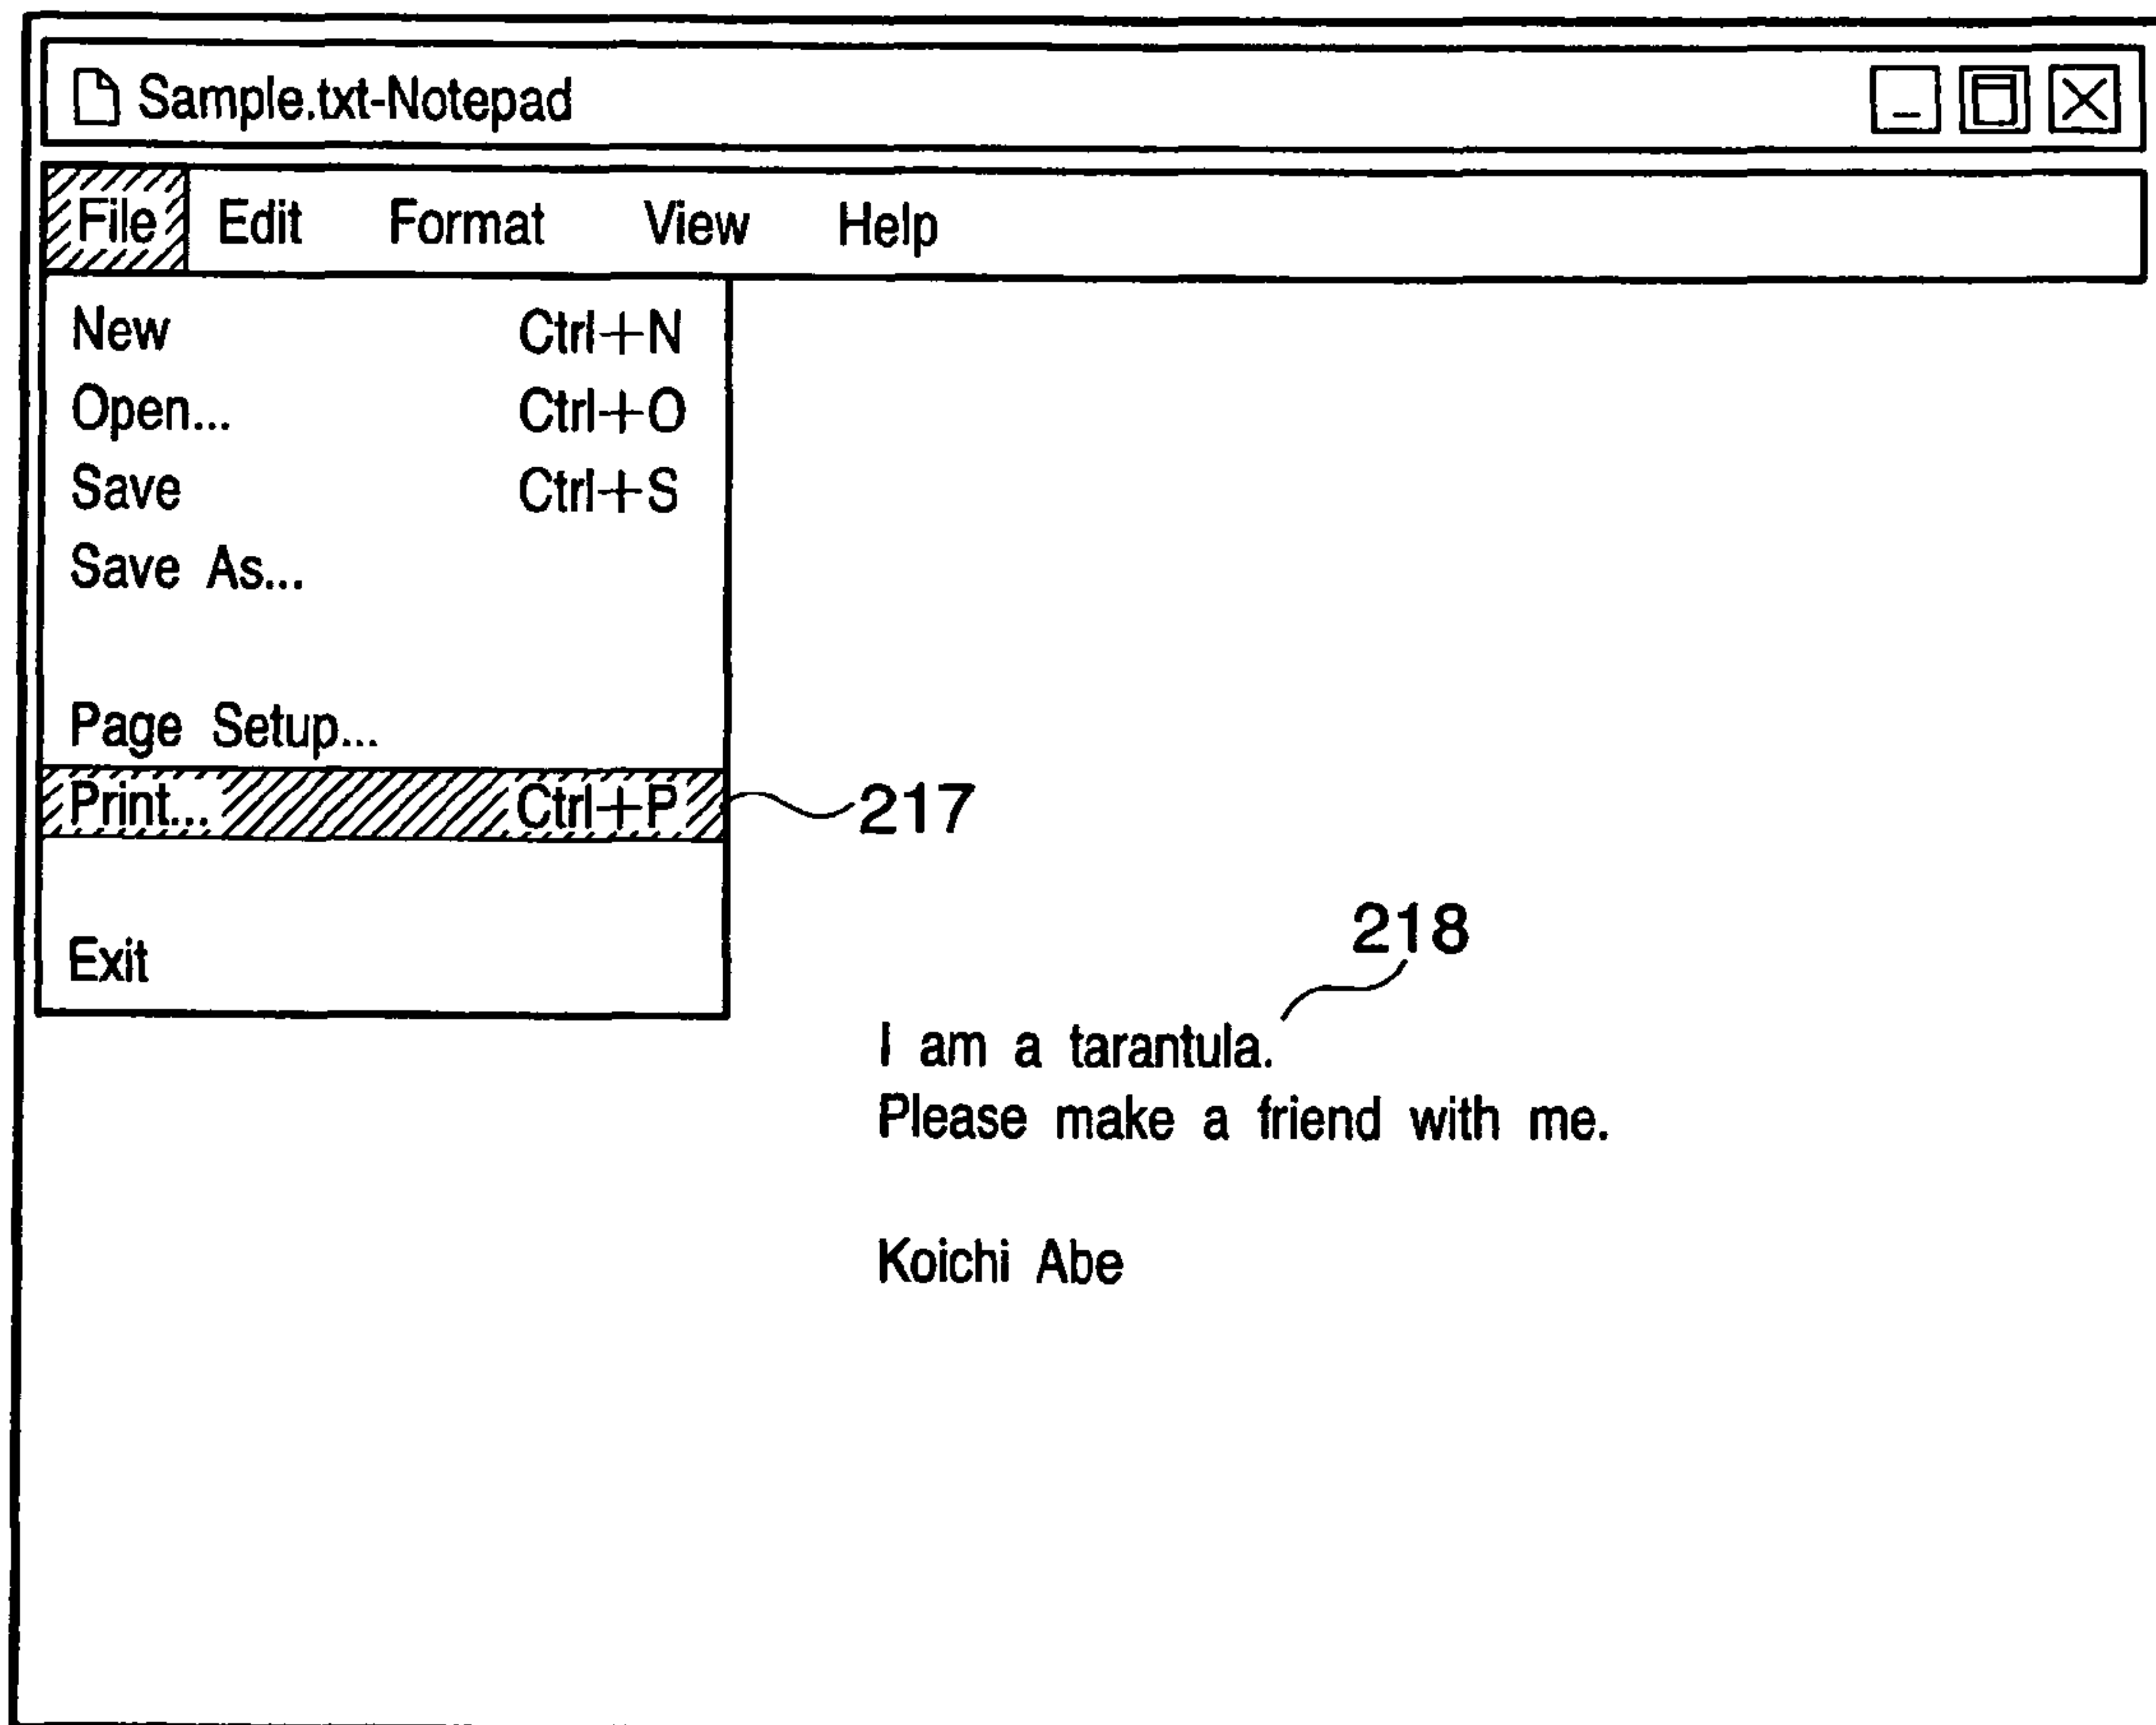 Sample.txt-Notepad
File Edit Format View Help
New Ctrl+N
Open... Ctrl+O
Save Ctrl+S
Save As...
Page Setup...
Print... Ctrl+P 217
Exit
218
I am a tarantula.
Please make a friend with me.
Koichi Abe